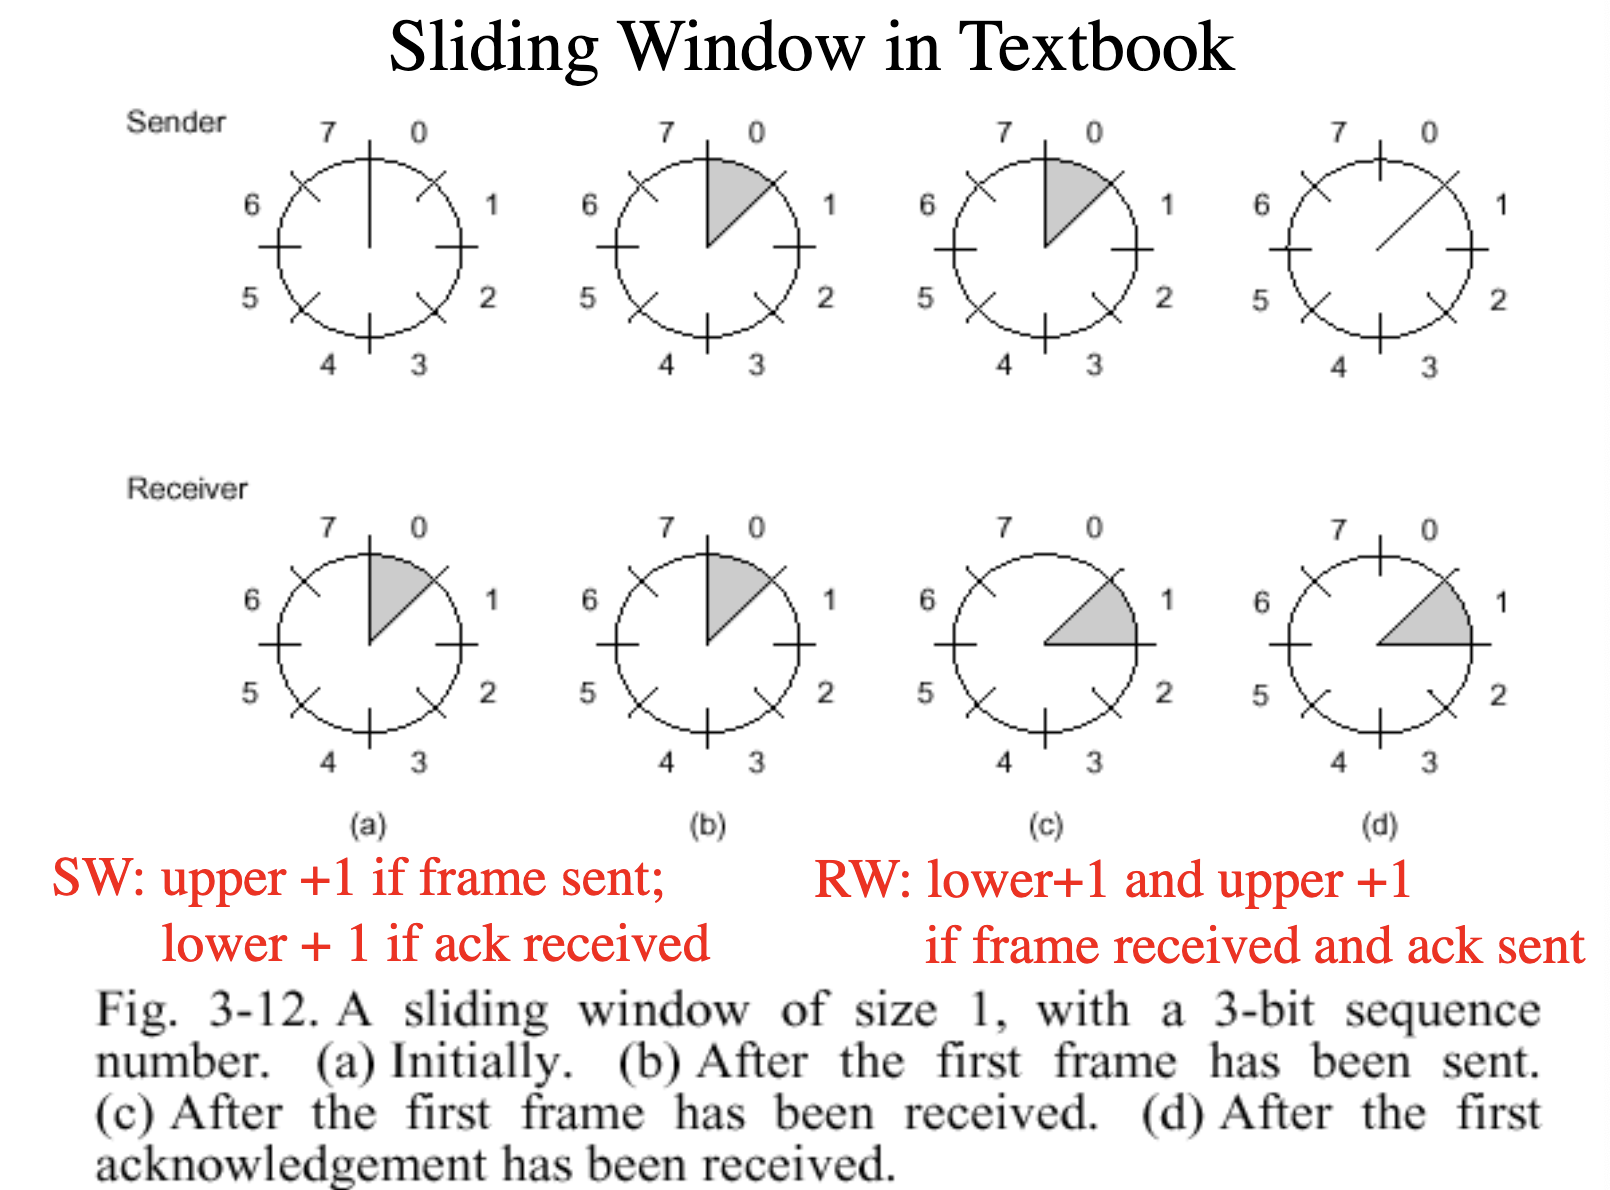 Sliding Window in Textbook
Sender
7 0 7 0 7 0 7 0
6 1 6 1 6 1 6 1
5 2 5 2 5 2 5 2
4 3 4 3 4 3 4 3
Receiver
7 0 7 0 7 0 7 0
6 1 6 1 6 1 6 1
5 2 5 2 5 2 5 2
4 3 4 3 4 3 4 3
(a) (b) (c) (d)
SW: upper +1 if frame sent;
lower + 1 if ack received
RW: lower+1 and upper +1
if frame received and ack sent
Fig. 3-12. A sliding window of size 1, with a 3-bit sequence
number. (a) Initially. (b) After the first frame has been sent.
(c) After the first frame has been received. (d) After the first
acknowledgement has been received.